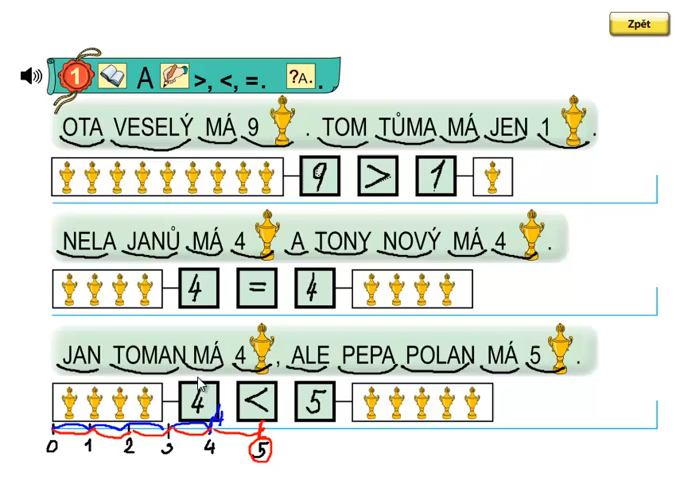 Zpět
1 A >, <, =. ?A. .
OTA VESELÝ MÁ 9 . TOM TŮMA MÁ JEN 1 .
9 > 1
NELA JANŮ MÁ 4 A TONY NOVÝ MÁ 4 .
4 = 4
JAN TOMAN MÁ 4 , ALE PEPA POLAN MÁ 5 .
4 < 5
4
0 1 2 3 4 5